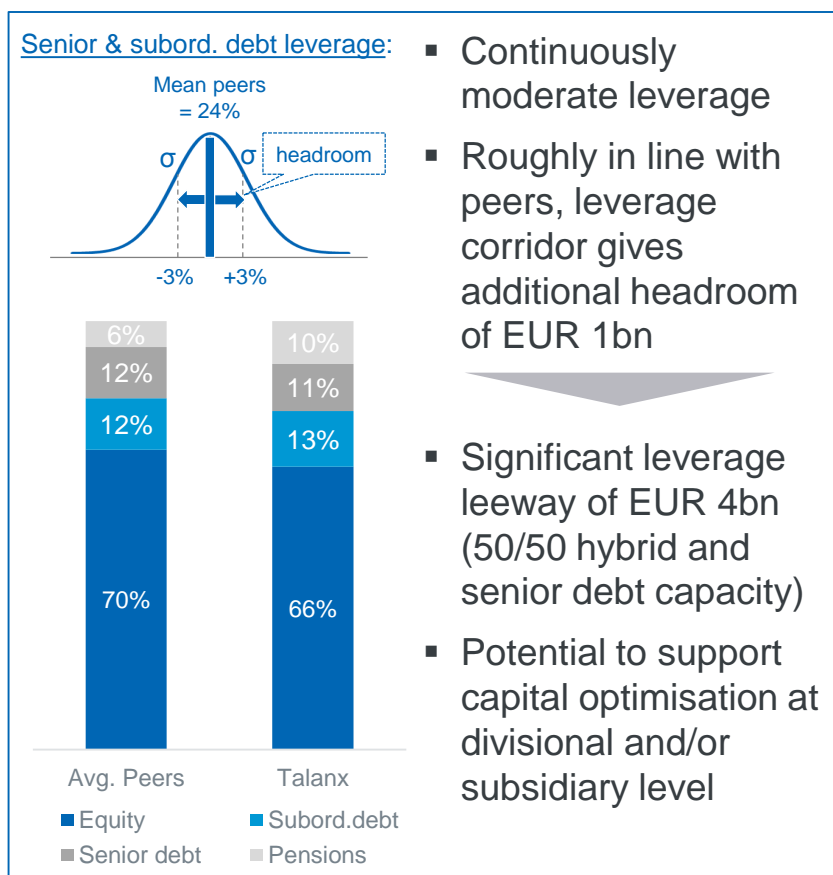 Senior & subord. debt leverage:
Mean peers
= 24%
σ
σ
headroom
-3%
+3%
6%
12%
12%
70%
10%
11%
13%
66%
Avg. Peers
Talanx
■ Equity
■ Subord.debt
■ Senior debt
■ Pensions
▪ Continuously
moderate leverage
▪ Roughly in line with
peers, leverage
corridor gives
additional headroom
of EUR 1bn
▪ Significant leverage
leeway of EUR 4bn
(50/50 hybrid and
senior debt capacity)
▪ Potential to support
capital optimisation at
divisional and/or
subsidiary level